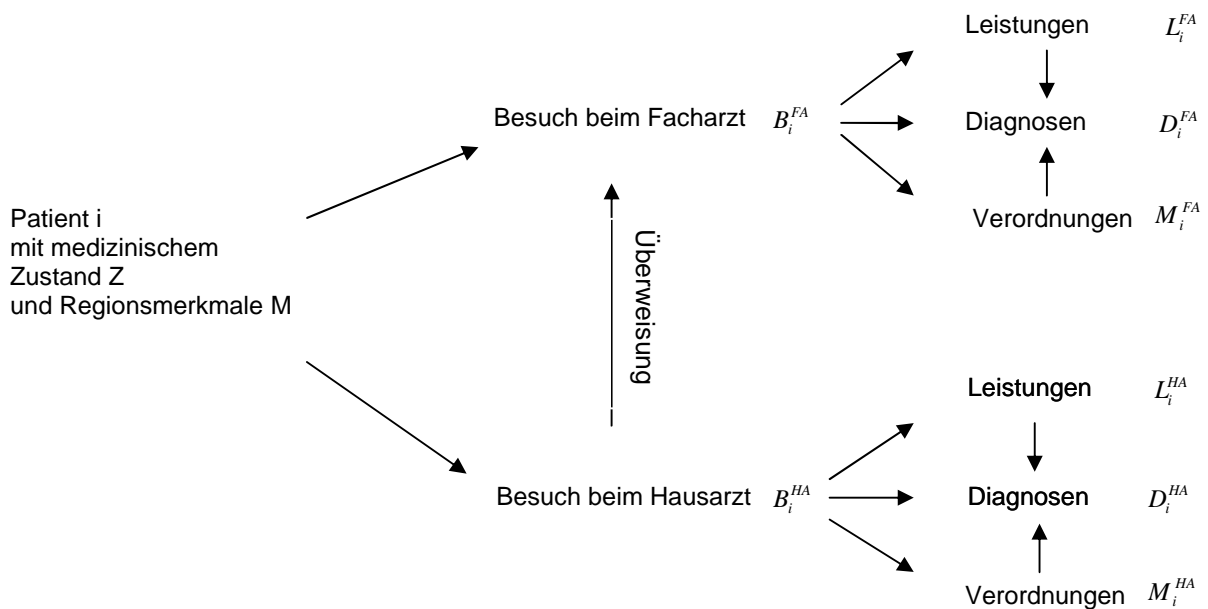 Leistungen L_i^{FA}
Besuch beim Facharzt B_i^{FA}
Diagnosen D_i^{FA}
Verordnungen M_i^{FA}
Patient i
mit medizinischem
Zustand Z
und Regionsmerkmale M
Überweisung
Leistungen L_i^{HA}
Besuch beim Hausarzt B_i^{HA}
Diagnosen D_i^{HA}
Verordnungen M_i^{HA}